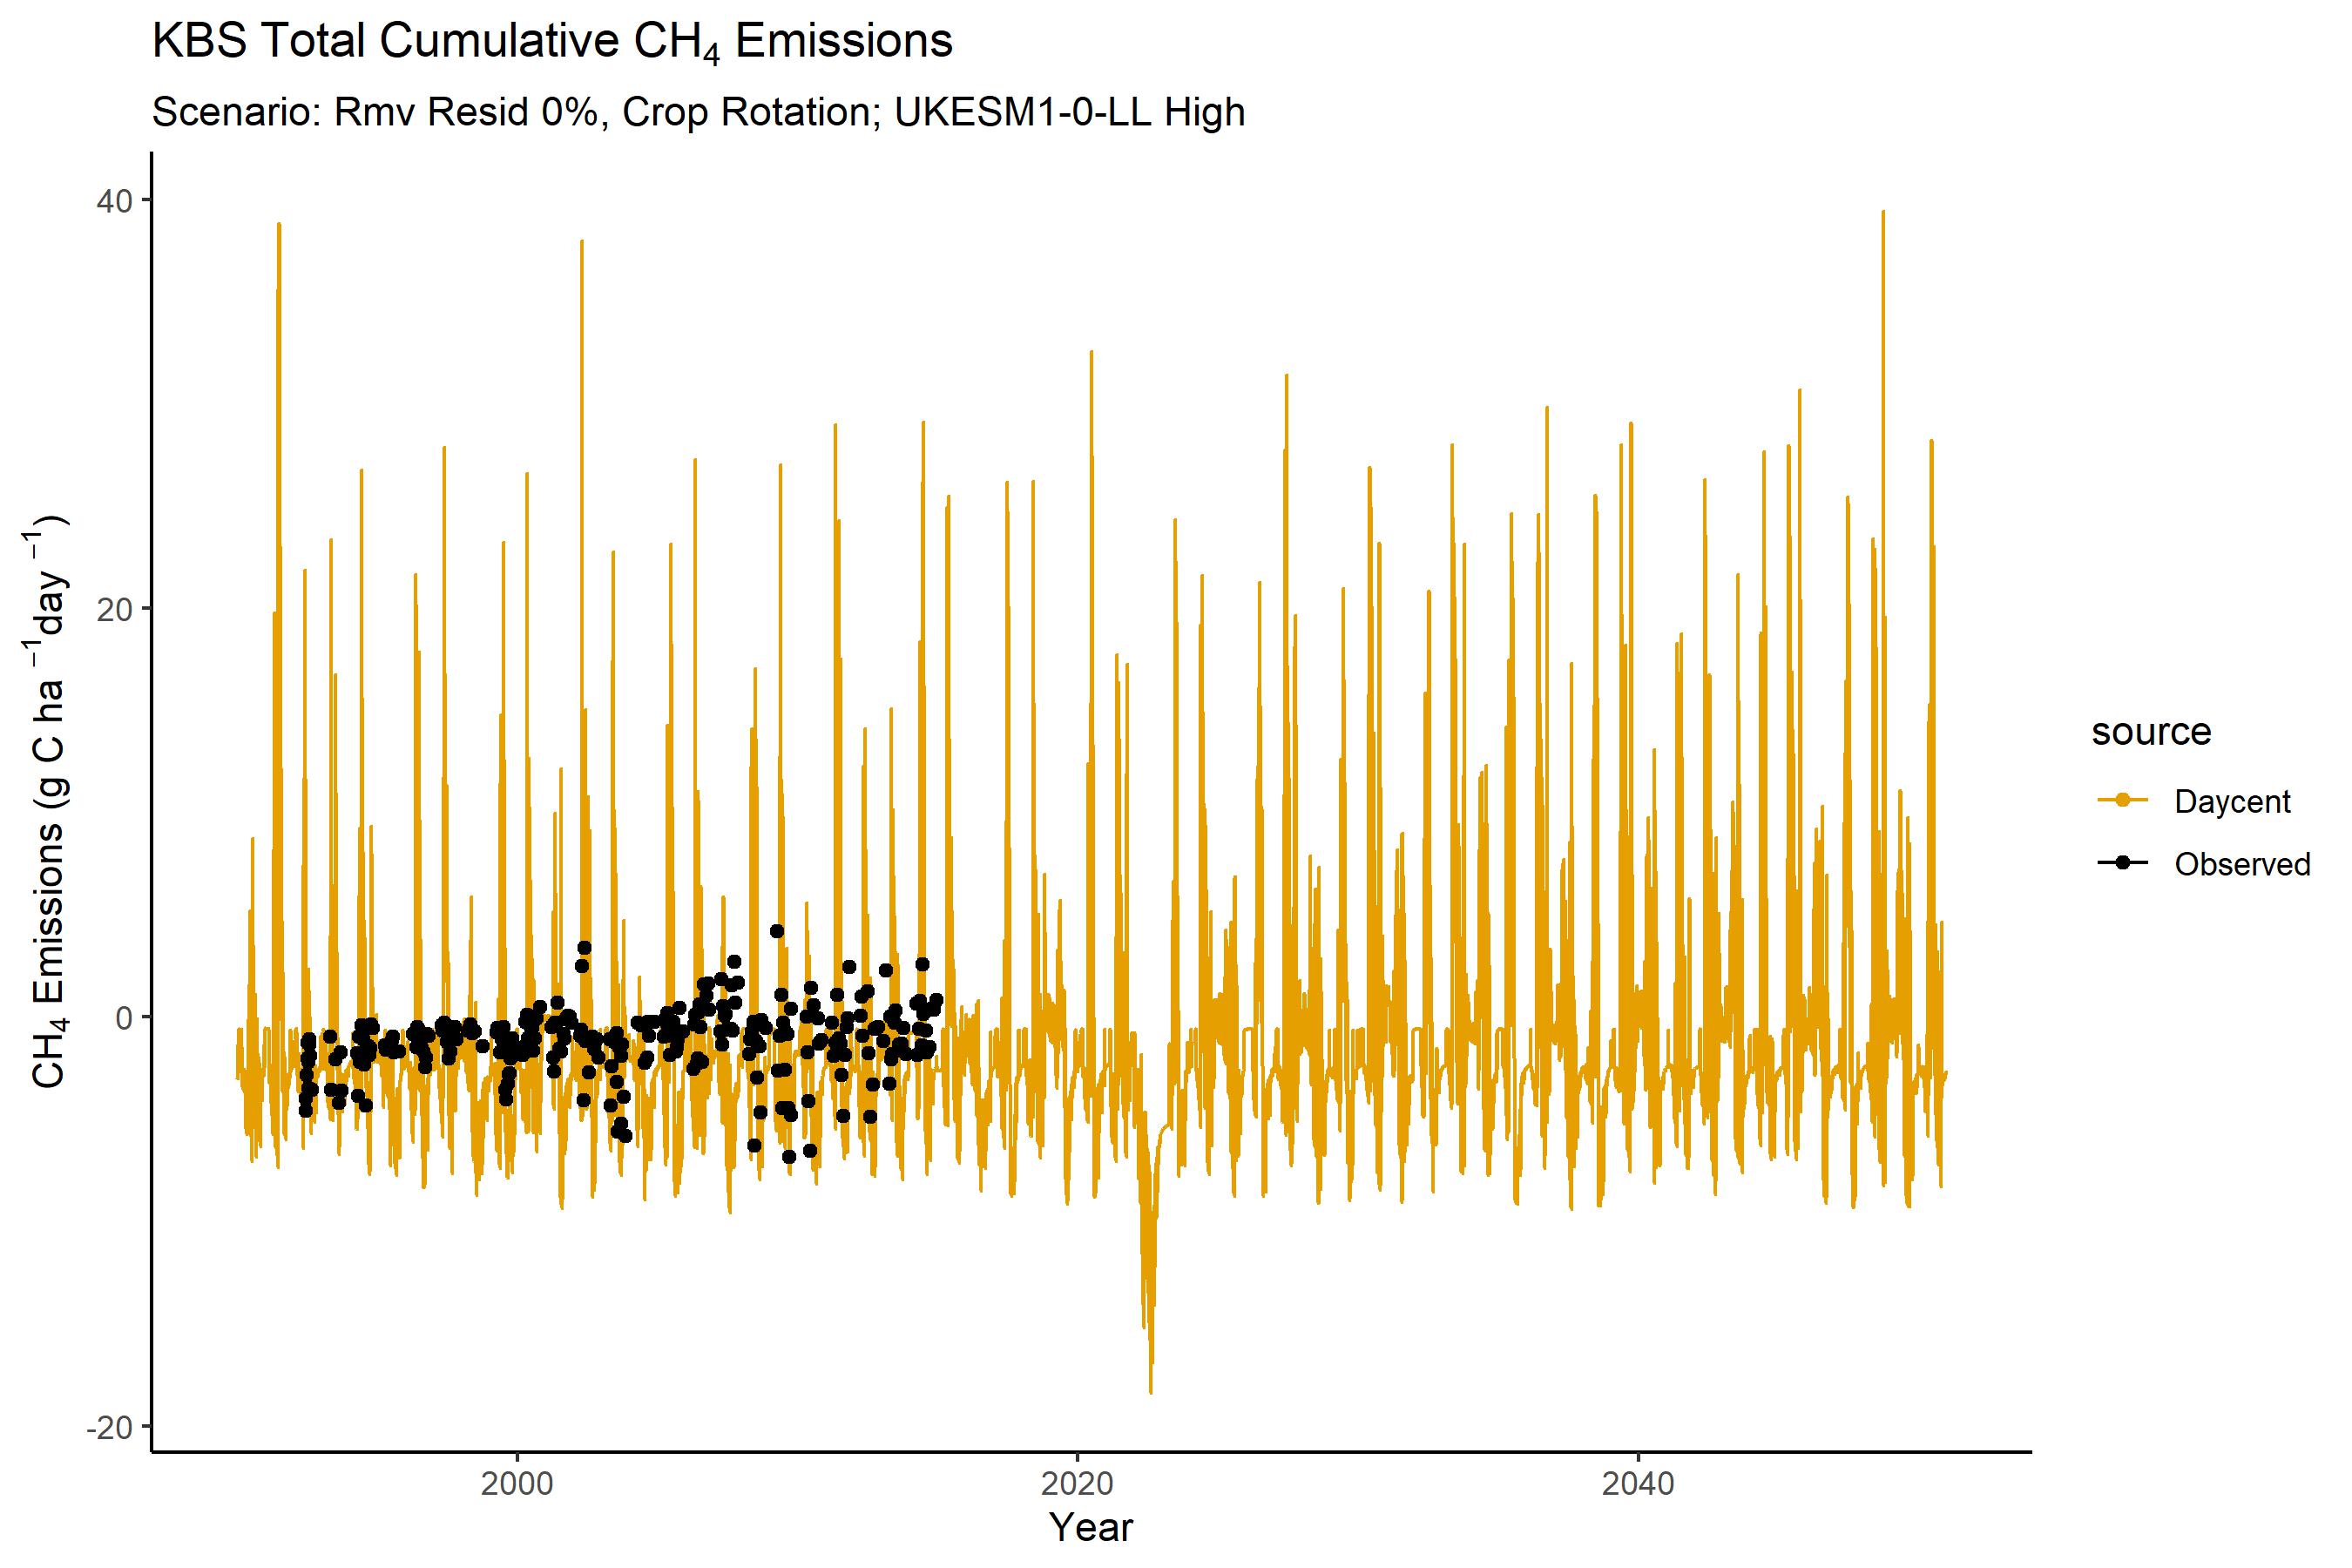 KBS Total Cumulative CH₄ Emissions
Scenario: Rmv Resid 0%, Crop Rotation; UKESM1-0-LL High
CH₄ Emissions (g C ha ⁻¹day ⁻¹)
40
20
0
-20
2000
2020
2040
Year
source
Daycent
Observed